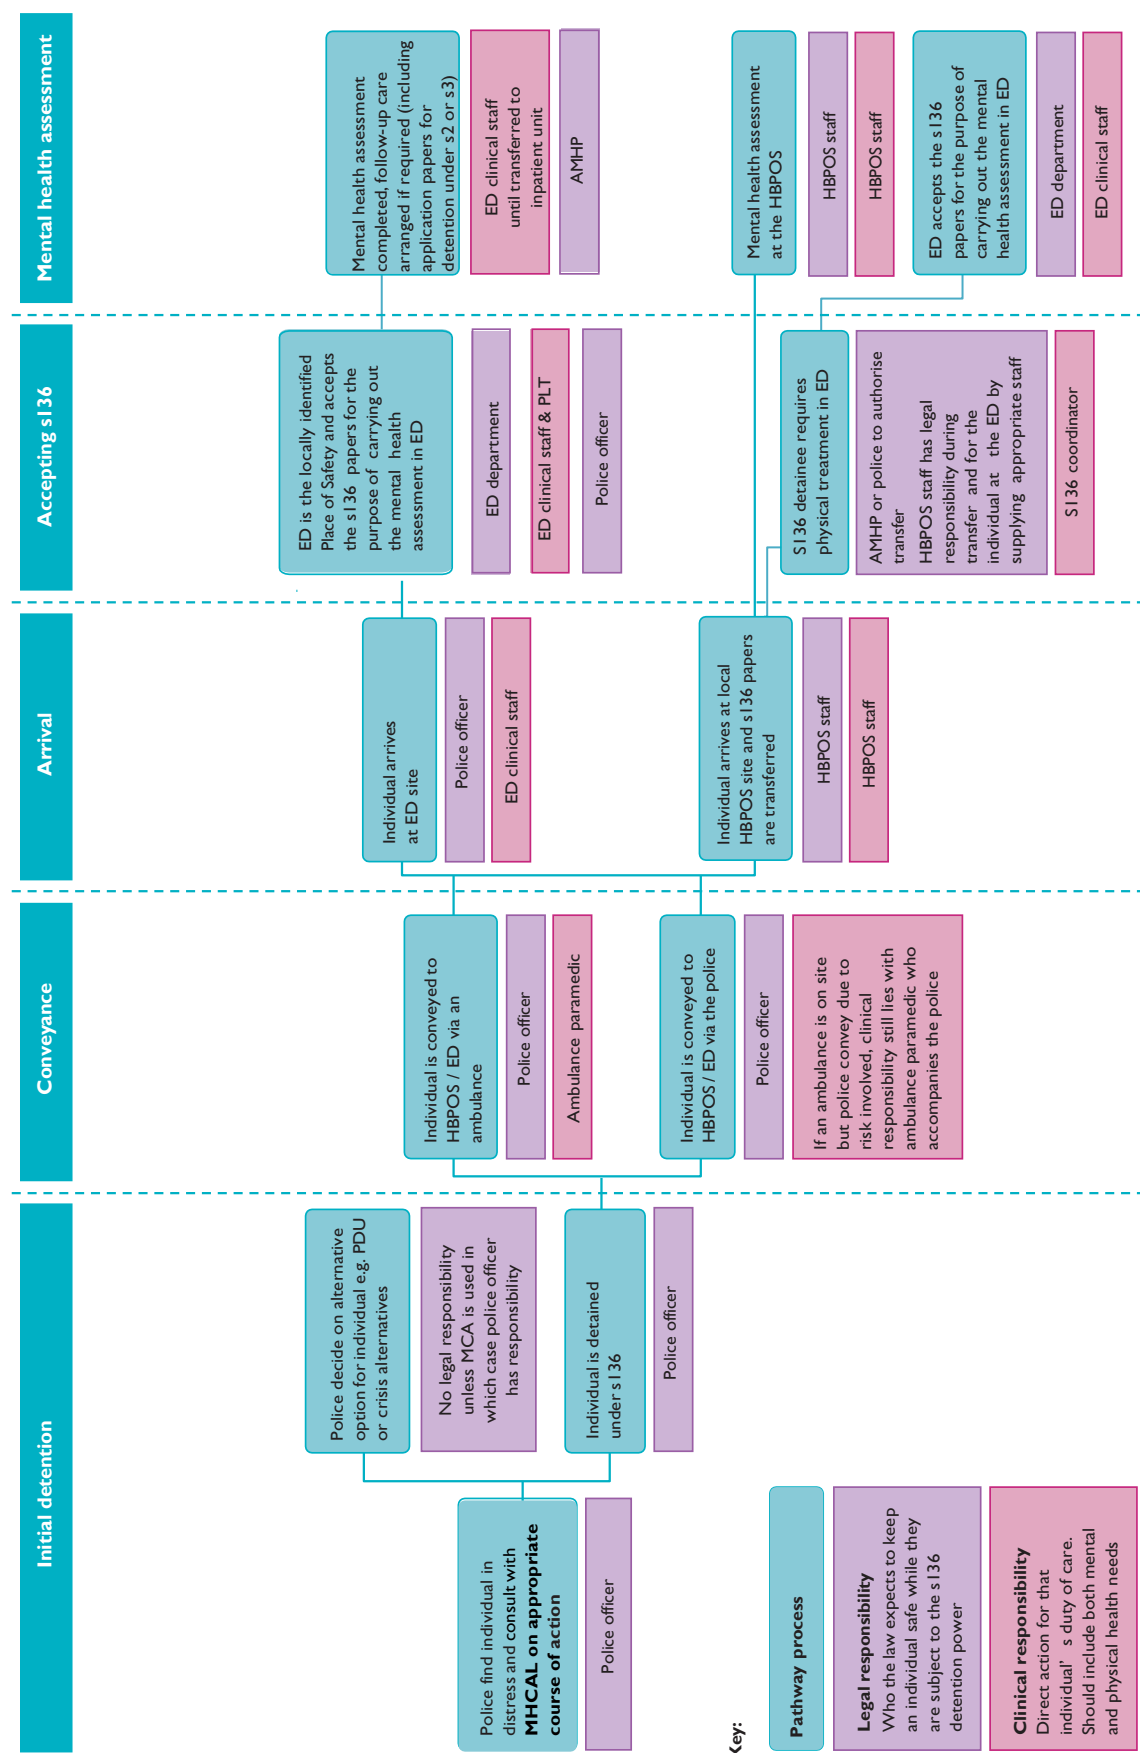 Initial detention
Police find individual in
distress and consult with
MHCAL on appropriate
course of action
Police officer
Police decide on alternative
option for individual e.g. PDU
or crisis alternatives
No legal responsibility
unless MCA is used in
which case police officer
has responsibility
Individual is detained
under s136
Police officer
Conveyance
Individual is conveyed to
HBPOS / ED via an
ambulance
Police officer
Ambulance paramedic
Individual is conveyed to
HBPOS / ED via the police
Police officer
If an ambulance is on site
but police convey due to
risk involved, clinical
responsibility still lies with
ambulance paramedic who
accompanies the police
Arrival
Individual arrives
at ED site
Police officer
ED clinical staff
Individual arrives at local
HBPOS site and s136 papers
are transferred
HBPOS staff
HBPOS staff
Accepting s136
ED is the locally identified
Place of Safety and accepts
the s136 papers for the
purpose of carrying out
the mental health
assessment in ED
ED department
ED clinical staff & PLT
Police officer
S136 detainee requires
physical treatment in ED
AMHP or police to authorise
transfer
HBPOS staff has legal
responsibility during
transfer and for the
individual at the ED by
supplying appropriate staff
S136 coordinator
Mental health assessment
Mental health assessment
completed, follow-up care
arranged if required (including
application papers for
detention under s2 or s3)
ED clinical staff
until transferred to
inpatient unit
AMHP
Mental health assessment
at the HBPOS
HBPOS staff
HBPOS staff
ED accepts the s136
papers for the purpose of
carrying out the mental
health assessment in ED
ED department
ED clinical staff
Key:
Pathway process
Legal responsibility
Who the law expects to keep
an individual safe while they
are subject to the s136
detention power
Clinical responsibility
Direct action for that
individual' s duty of care.
Should include both mental
and physical health needs